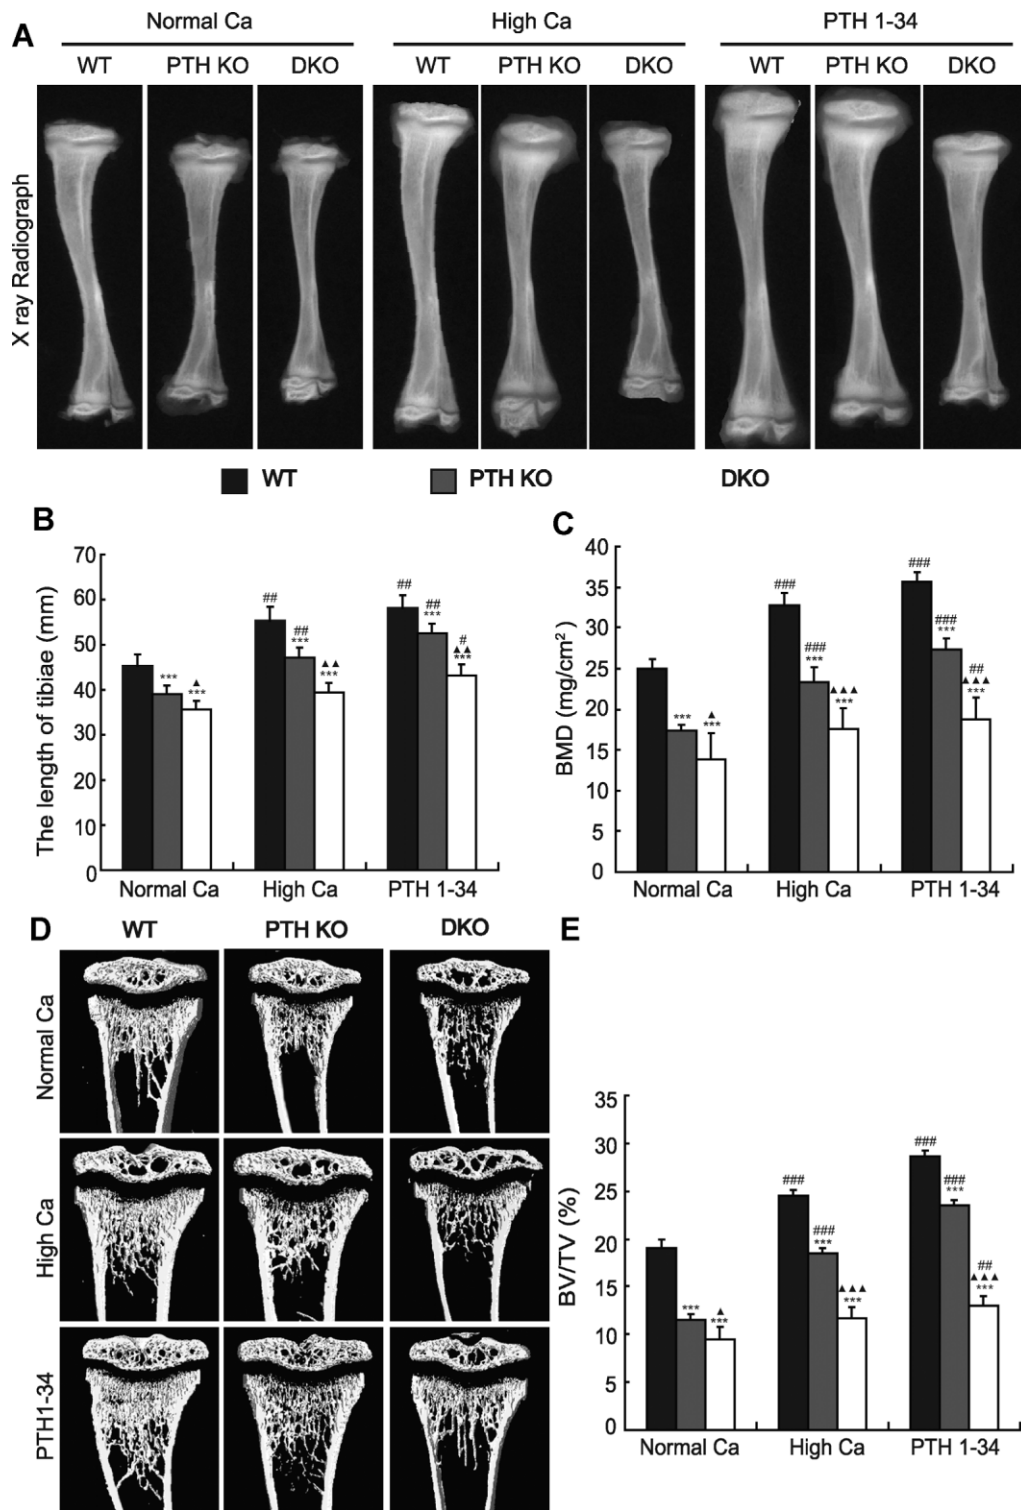 A
Normal Ca
High Ca
PTH 1-34
WT
PTH KO
DKO
WT
PTH KO
DKO
WT
PTH KO
DKO
X ray Radiograph
WT
PTH KO
DKO
B
The length of tibiae (mm)
70
60
50
40
30
20
10
0
***
▲
***
##
##
***
▲▲
***
##
##
***
#
▲▲
***
Normal Ca
High Ca
PTH 1-34
C
BMD (mg/cm²)
40
35
30
25
20
15
10
5
0
***
▲
***
###
###
***
▲▲▲
***
###
###
***
##
▲▲▲
***
Normal Ca
High Ca
PTH 1-34
D
WT
PTH KO
DKO
Normal Ca
High Ca
PTH1-34
E
BV/TV (%)
35
30
25
20
15
10
5
0
***
▲
***
###
###
***
▲▲▲
***
###
###
***
##
▲▲▲
***
Normal Ca
High Ca
PTH 1-34